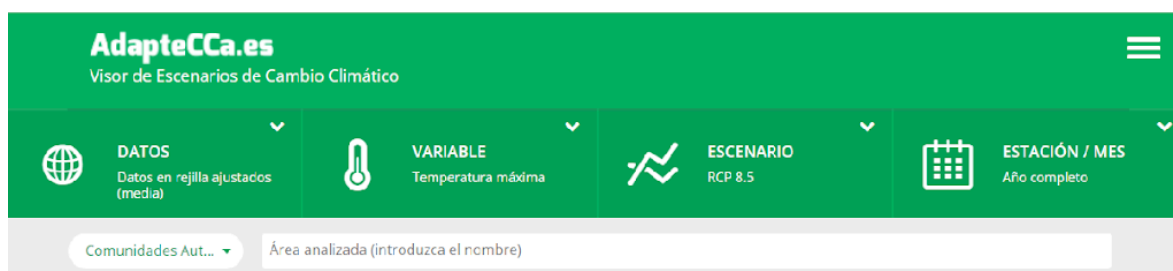 AdapteCCa.es
Visor de Escenarios de Cambio Climático
DATOS
Datos en rejilla ajustados
(media)
VARIABLE
Temperatura máxima
ESCENARIO
RCP 8.5
ESTACIÓN / MES
Año completo
Comunidades Aut...
Área analizada (introduzca el nombre)